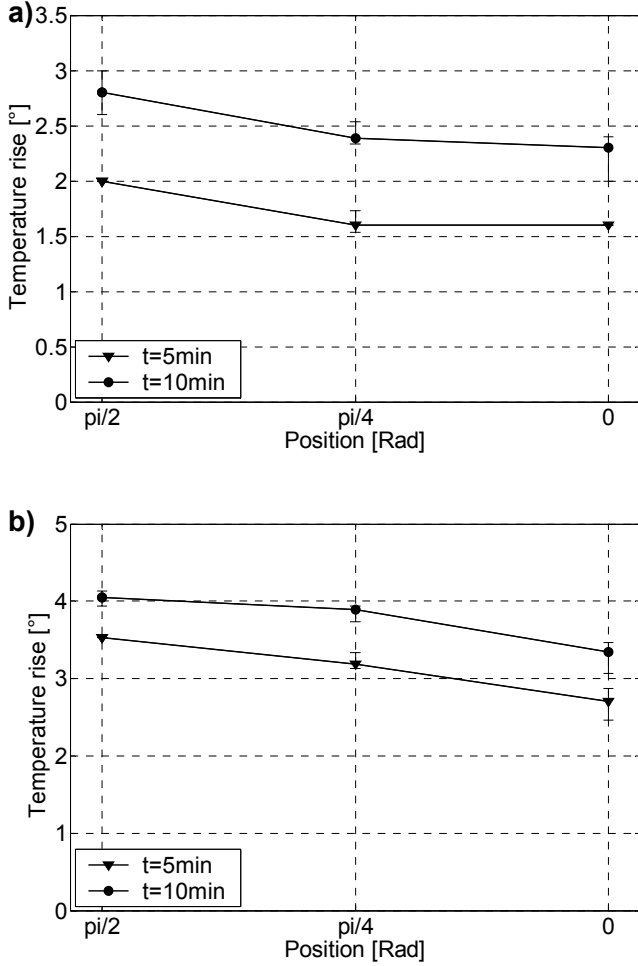 a)
3.5
3
2.5
2
1.5
1
0.5
0
Temperature rise [°]
t=5min
t=10min
pi/2
pi/4
0
Position [Rad]
b)
5
4
3
2
1
0
Temperature rise [°]
t=5min
t=10min
pi/2
pi/4
0
Position [Rad]